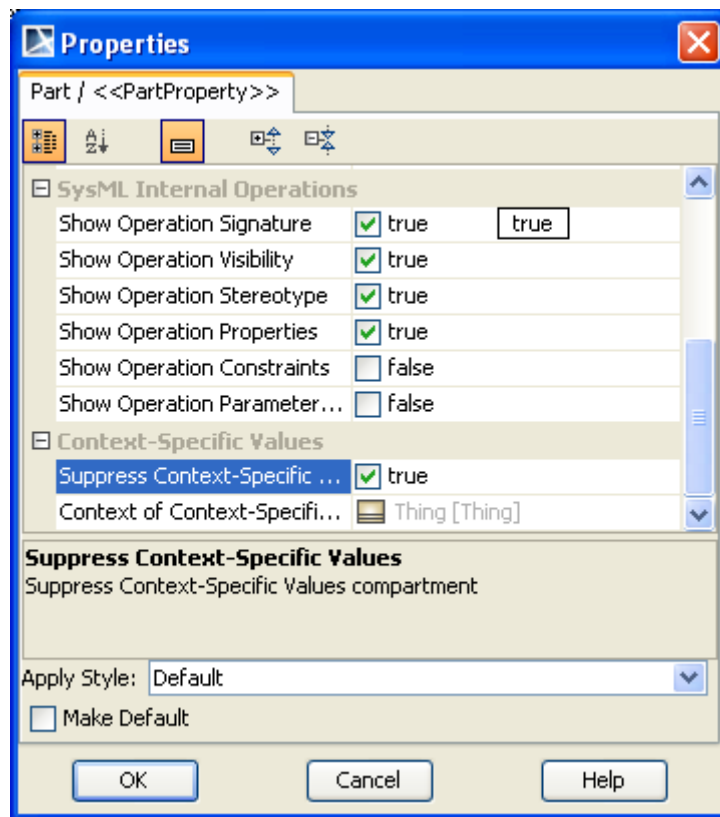 Properties
Part / <<PartProperty>>
SysML Internal Operations
Show Operation Signature true true
Show Operation Visibility true
Show Operation Stereotype true
Show Operation Properties true
Show Operation Constraints false
Show Operation Parameter... false
Context-Specific Values
Suppress Context-Specific ... true
Context of Context-Specifi... Thing [Thing]
Suppress Context-Specific Values
Suppress Context-Specific Values compartment
Apply Style: Default
Make Default
OK Cancel Help